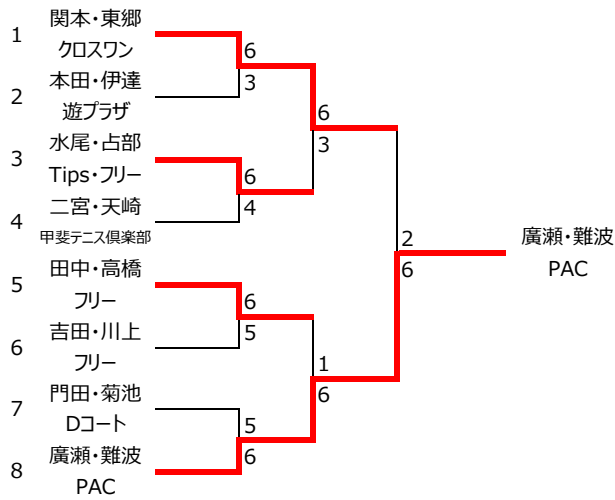 1
関本・東郷
クロスワン
6
3
2
本田・伊達
遊プラザ
6
3
3
水尾・占部
Tips・フリー
6
4
4
二宮・天崎
甲斐テニス倶楽部
2
6
廣瀬・難波
PAC
5
田中・高橋
フリー
6
5
6
吉田・川上
フリー
1
6
7
門田・菊池
Dコート
5
6
8
廣瀬・難波
PAC